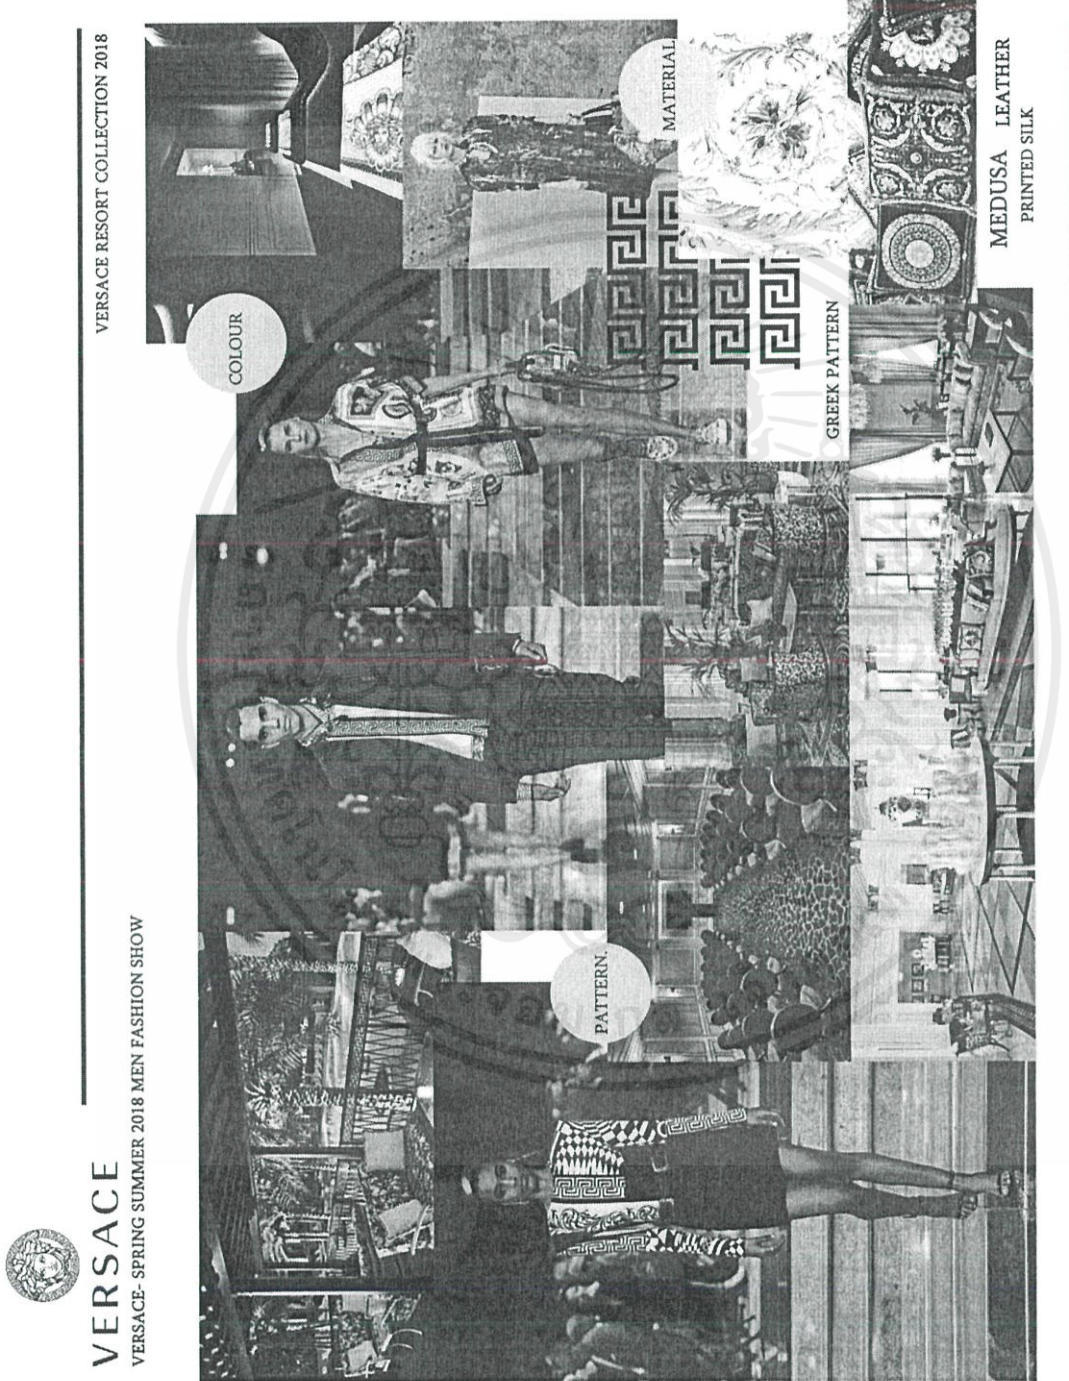 VERSACE
VERSACE- SPRING SUMMER 2018 MEN FASHION SHOW
VERSACE RESORT COLLECTION 2018
COLOUR
MATERIAL
PATTERN.
GREEK PATTERN
MEDUSA LEATHER
PRINTED SILK